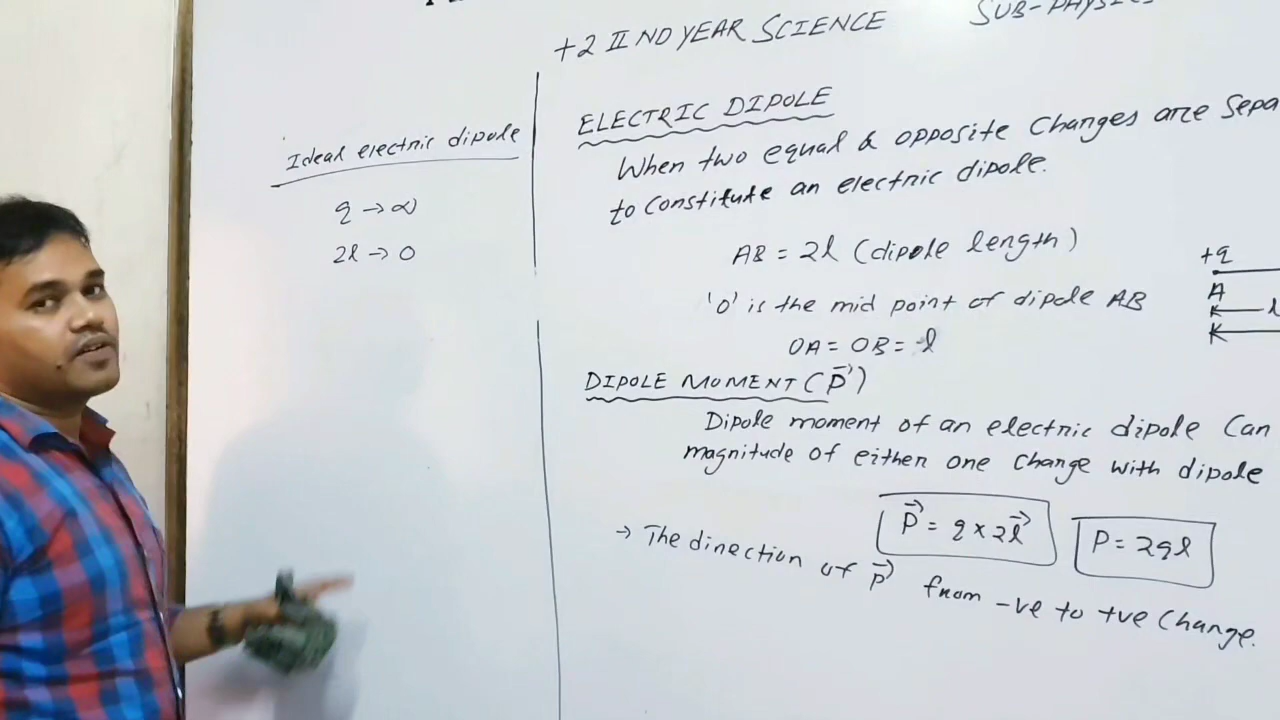 +2 II ND YEAR SCIENCE SUB-PHYSICS
Ideal electric dipole
q → ∞
2l → 0
ELECTRIC DIPOLE
When two equal & opposite Changes are Sepa
to Constitute an electric dipole.
AB = 2l (dipole length)
'O' is the mid point of dipole AB
OA = OB = l
+q
A
l
DIPOLE MOMENT (p⃗)
Dipole moment of an electric dipole Can
magnitude of either one Change with dipole
p⃗ = q × 2l⃗
P = 2ql
→ The direction of p⃗ from -ve to +ve Change.